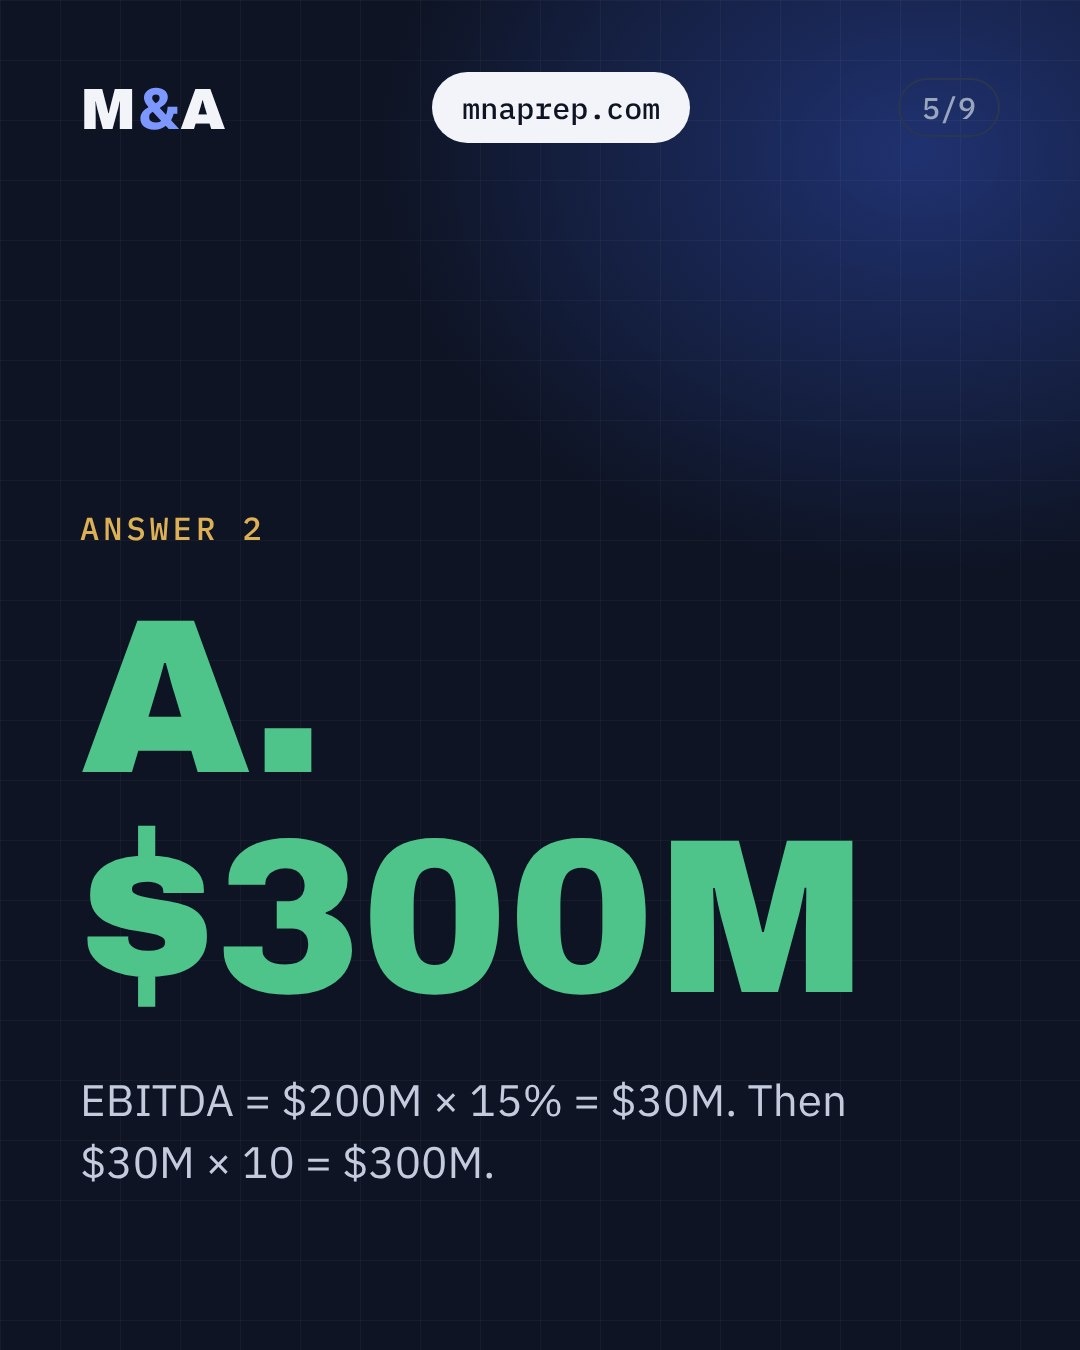 M&A
mnaprep.com
5/9
ANSWER 2
A.
$300M
EBITDA = $200M × 15% = $30M. Then
$30M × 10 = $300M.